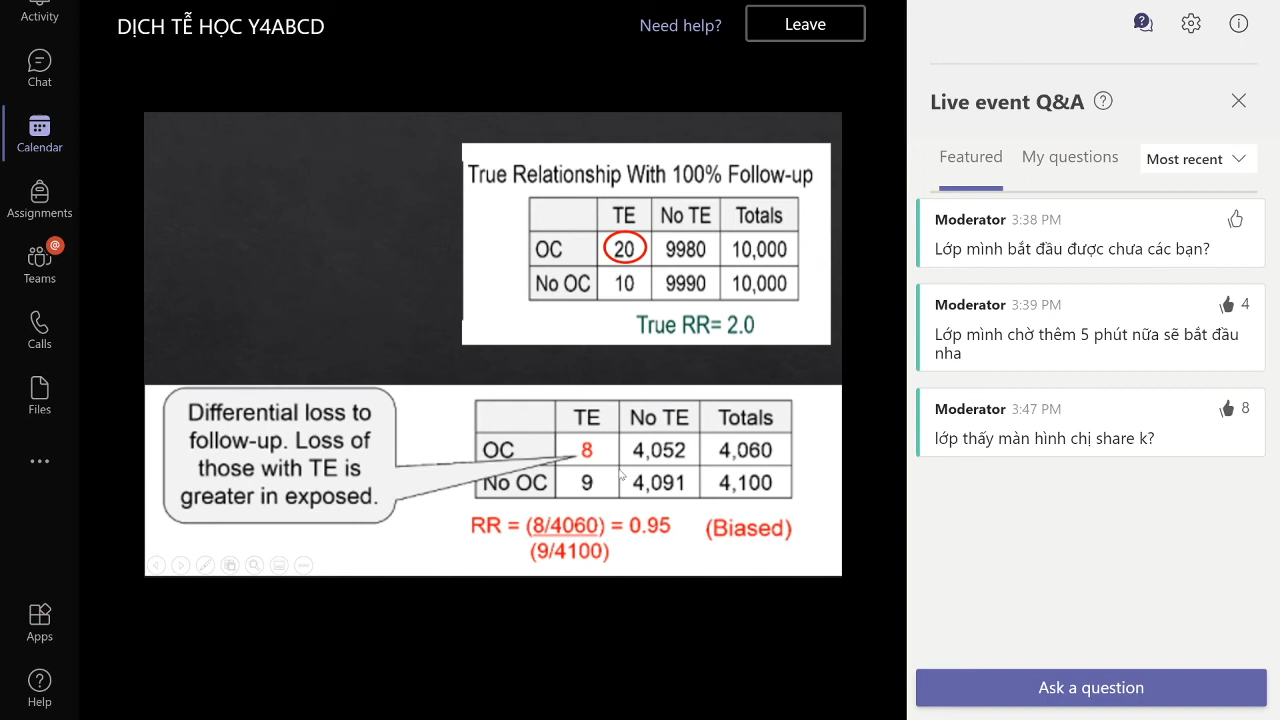 Activity
Chat
Calendar
Assignments
@
Teams
Calls
Files
Apps
?
Help
DỊCH TỄ HỌC Y4ABCD
Need help?
Leave
True Relationship With 100% Follow-up
TE No TE Totals
OC 20 9980 10,000
No OC 10 9990 10,000
True RR= 2.0
Differential loss to
follow-up. Loss of
those with TE is
greater in exposed.
TE No TE Totals
OC 8 4,052 4,060
No OC 9 4,091 4,100
RR = (8/4060) = 0.95 (Biased)
(9/4100)
Live event Q&A ?
Featured My questions Most recent
Moderator 3:38 PM
Lớp mình bắt đầu được chưa các bạn?
Moderator 3:39 PM 4
Lớp mình chờ thêm 5 phút nữa sẽ bắt đầu
nha
Moderator 3:47 PM 8
lớp thấy màn hình chị share k?
Ask a question